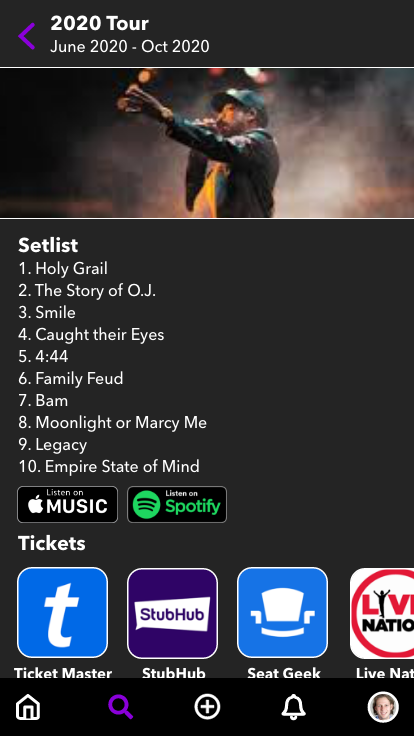 2020 Tour
June 2020 - Oct 2020
Setlist
1. Holy Grail
2. The Story of O.J.
3. Smile
4. Caught their Eyes
5. 4:44
6. Family Feud
7. Bam
8. Moonlight or Marcy Me
9. Legacy
10. Empire State of Mind
Listen on
MUSIC
Listen on
Spotify
Tickets
t
StubHub
LIVE
NATIO
Ticket Master
StubHub
Seat Geek
Live Nat